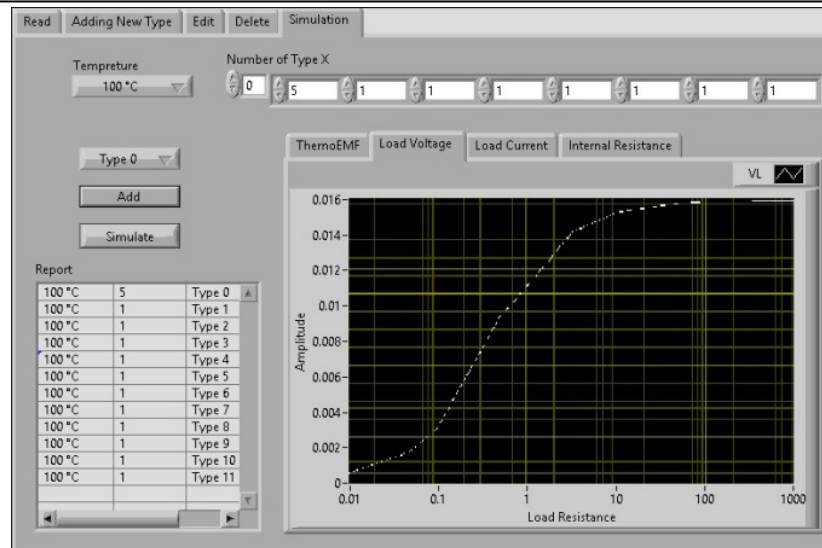 Read Adding New Type Edit Delete Simulation
Tempreture
100 °C
Number of Type X
0 5 1 1 1 1 1 1 1
Type 0
Add
Simulate
ThernoEMF Load Voltage Load Current Internal Resistance
VL
Report
100 °C 5 Type 0
100 °C 1 Type 1
100 °C 1 Type 2
100 °C 1 Type 3
100 °C 1 Type 4
100 °C 1 Type 5
100 °C 1 Type 6
100 °C 1 Type 7
100 °C 1 Type 8
100 °C 1 Type 9
100 °C 1 Type 10
100 °C 1 Type 11
Amplitude
0.016
0.014
0.012
0.01
0.008
0.006
0.004
0.002
0
0.01 0.1 1 10 100 1000
Load Resistance